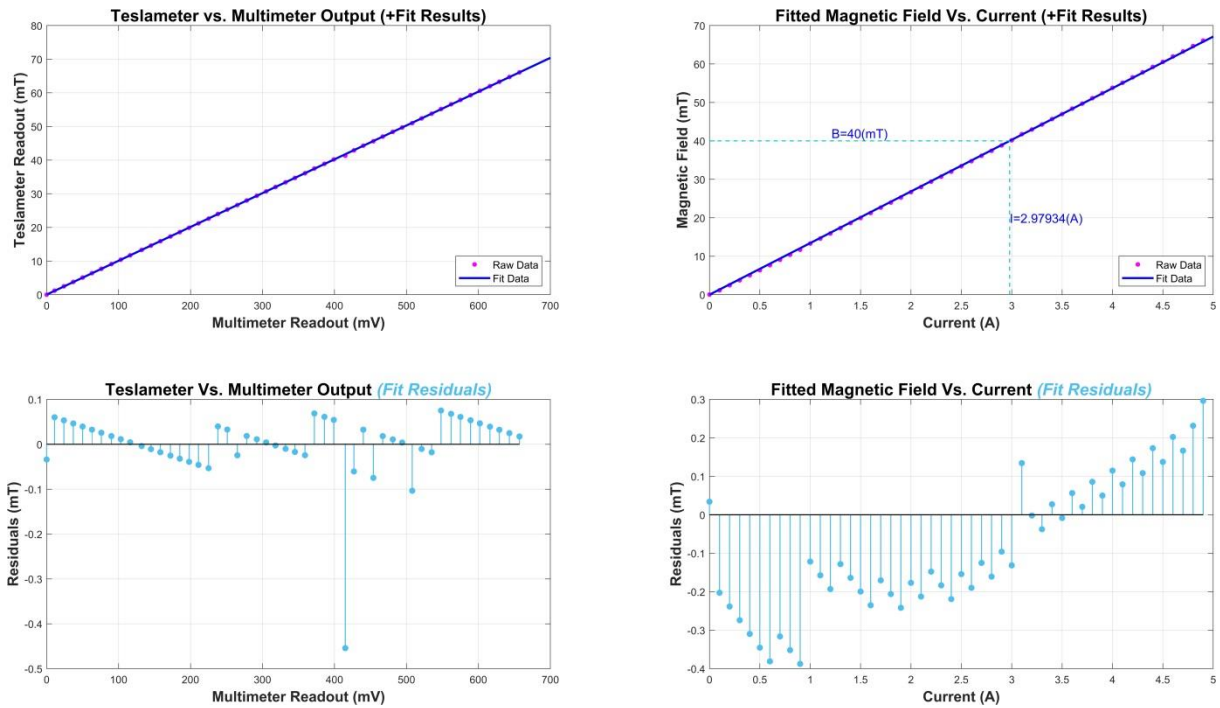 Teslameter vs. Multimeter Output (+Fit Results)
80
70
60
50
40
30
20
10
0
Teslameter Readout (mT)
Raw Data
Fit Data
0 100 200 300 400 500 600 700
Multimeter Readout (mV)
Fitted Magnetic Field Vs. Current (+Fit Results)
70
60
50
40
30
20
10
0
Magnetic Field (mT)
B=40(mT)
I=2.97934(A)
Raw Data
Fit Data
0 0.5 1 1.5 2 2.5 3 3.5 4 4.5 5
Current (A)
Teslameter Vs. Multimeter Output (Fit Residuals)
0.1
0
-0.1
-0.2
-0.3
-0.4
-0.5
Residuals (mT)
0 100 200 300 400 500 600 700
Multimeter Readout (mV)
Fitted Magnetic Field Vs. Current (Fit Residuals)
0.3
0.2
0.1
0
-0.1
-0.2
-0.3
-0.4
Residuals (mT)
0 0.5 1 1.5 2 2.5 3 3.5 4 4.5 5
Current (A)